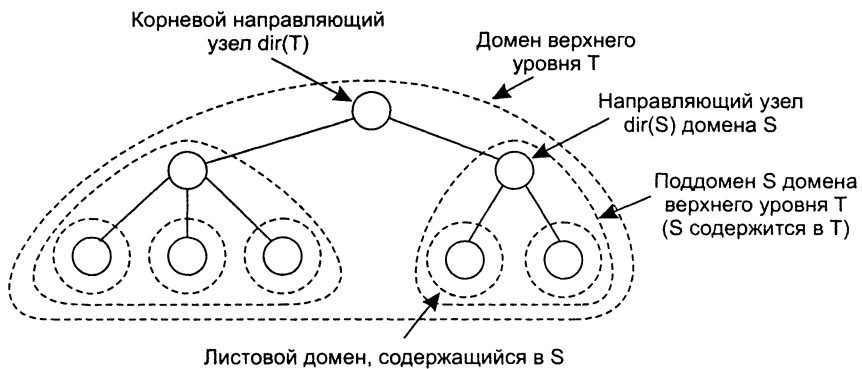 Корневой направляющий
узел dir(T)
Домен верхнего
уровня T
Направляющий узел
dir(S) домена S
Поддомен S домена
верхнего уровня T
(S содержится в T)
Листовой домен, содержащийся в S